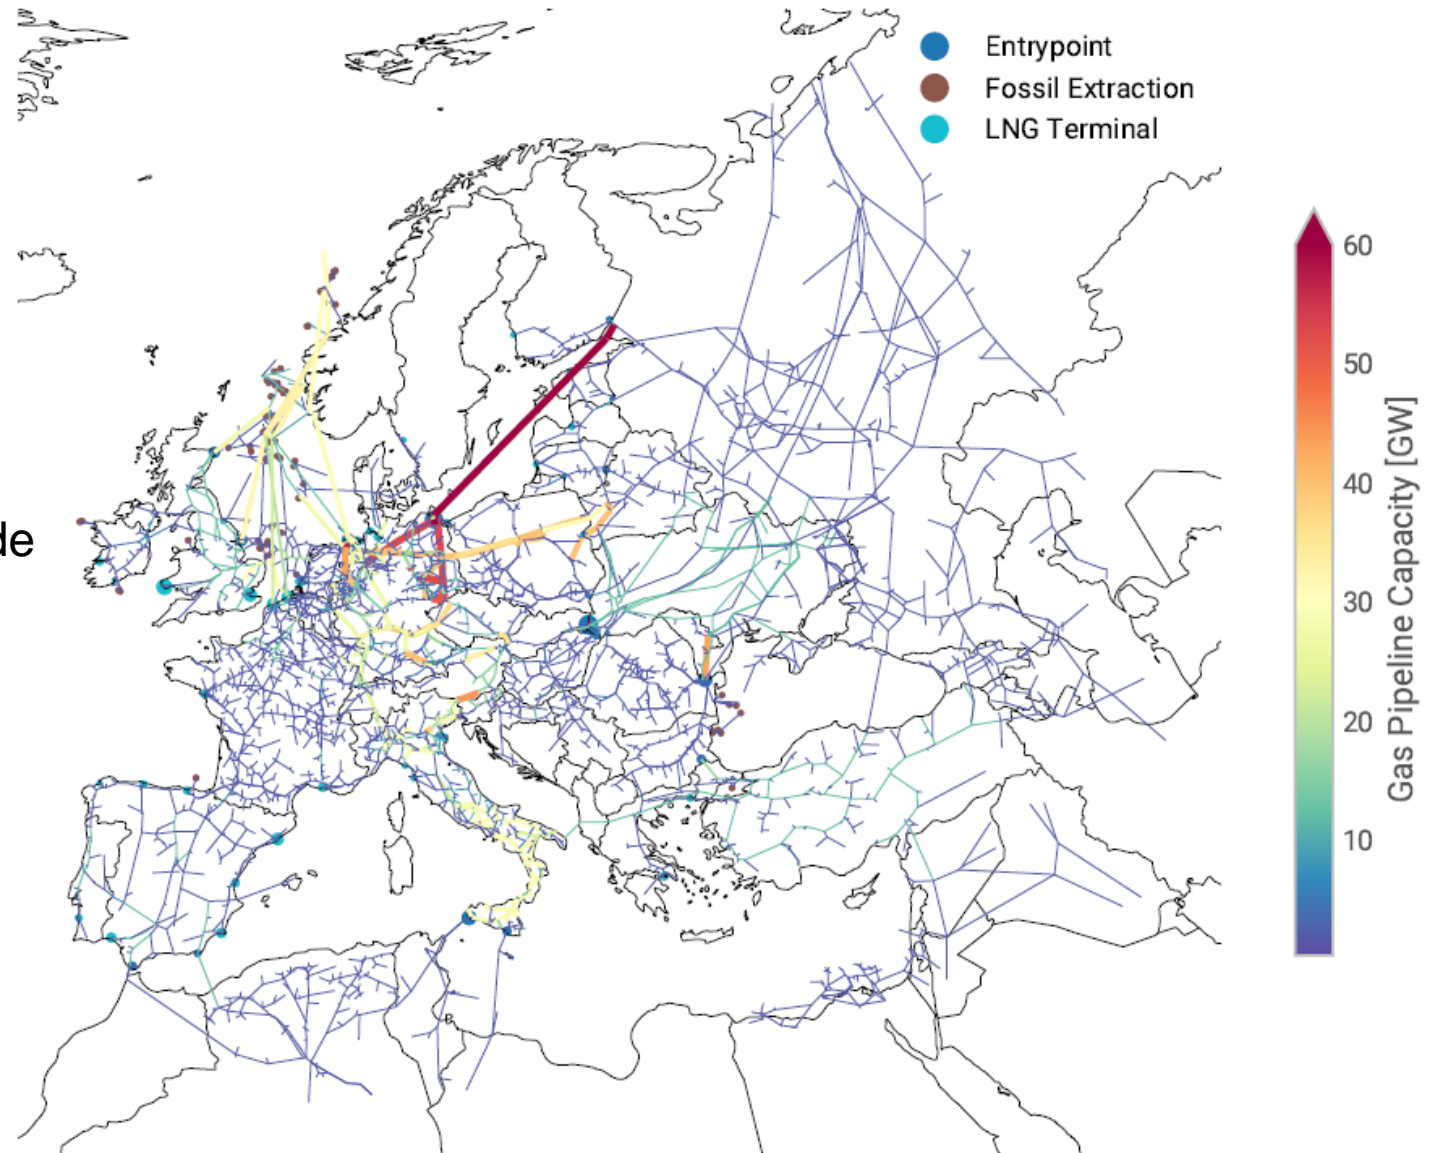 Entrypoint
Fossil Extraction
LNG Terminal
60
50
40
30
20
10
Gas Pipeline Capacity [GW]
de